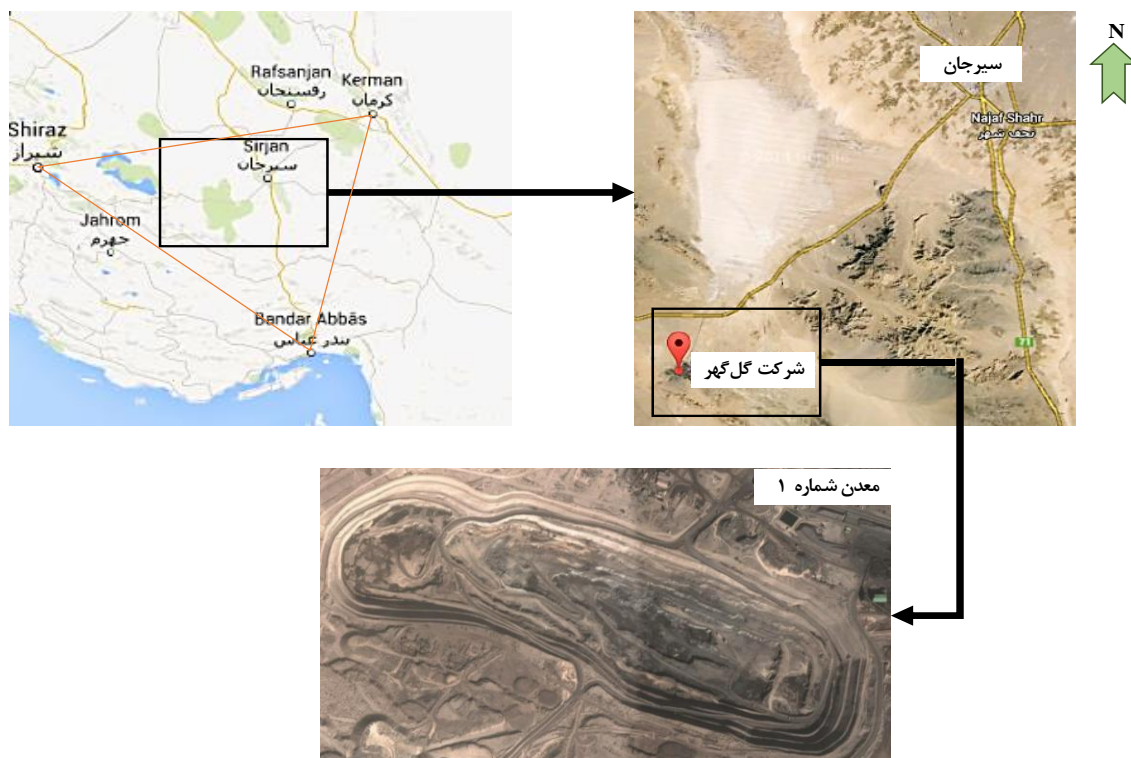 Rafsanjan
رفسنجان
Kerman
کرمان
Shiraz
شیراز
Sirjan
سیرجان
Jahrom
جهرم
Bandar Abbās
بندر عباس
سیرجان
Najaf Shahr
نجف شهر
71
شرکت گل‌گهر
N
معدن شماره ۱